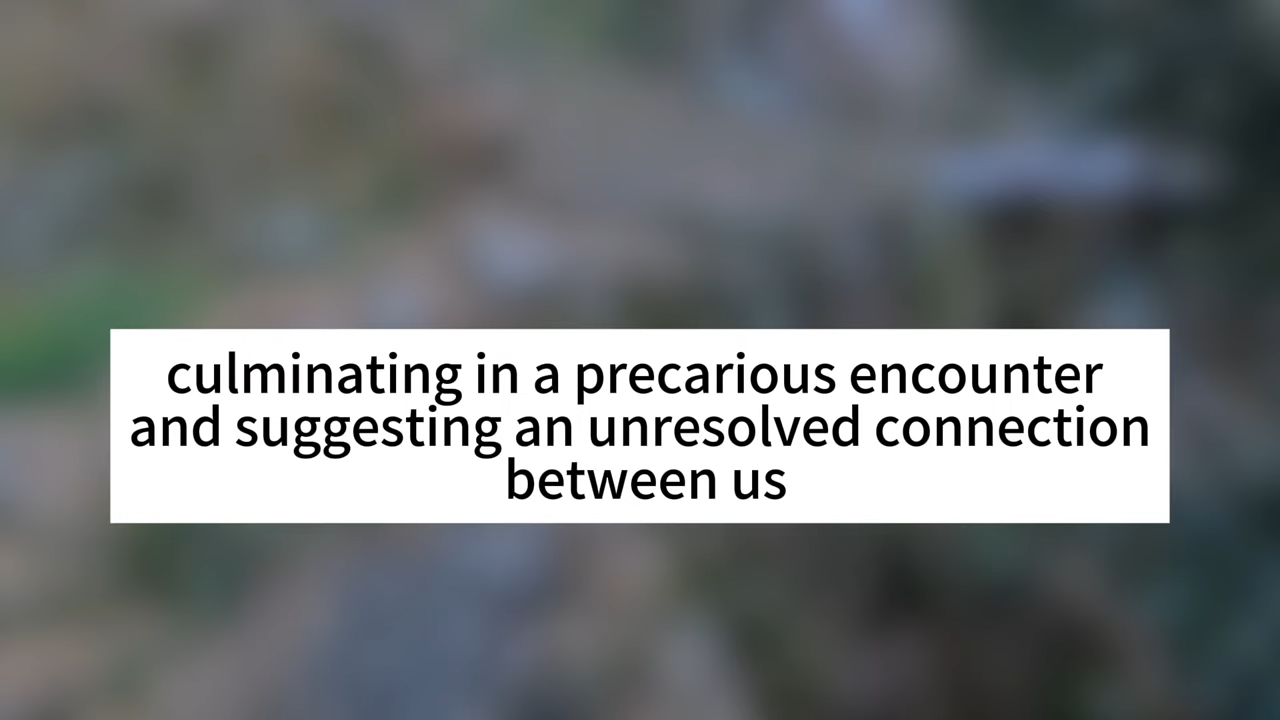 culminating in a precarious encounter
and suggesting an unresolved connection
between us